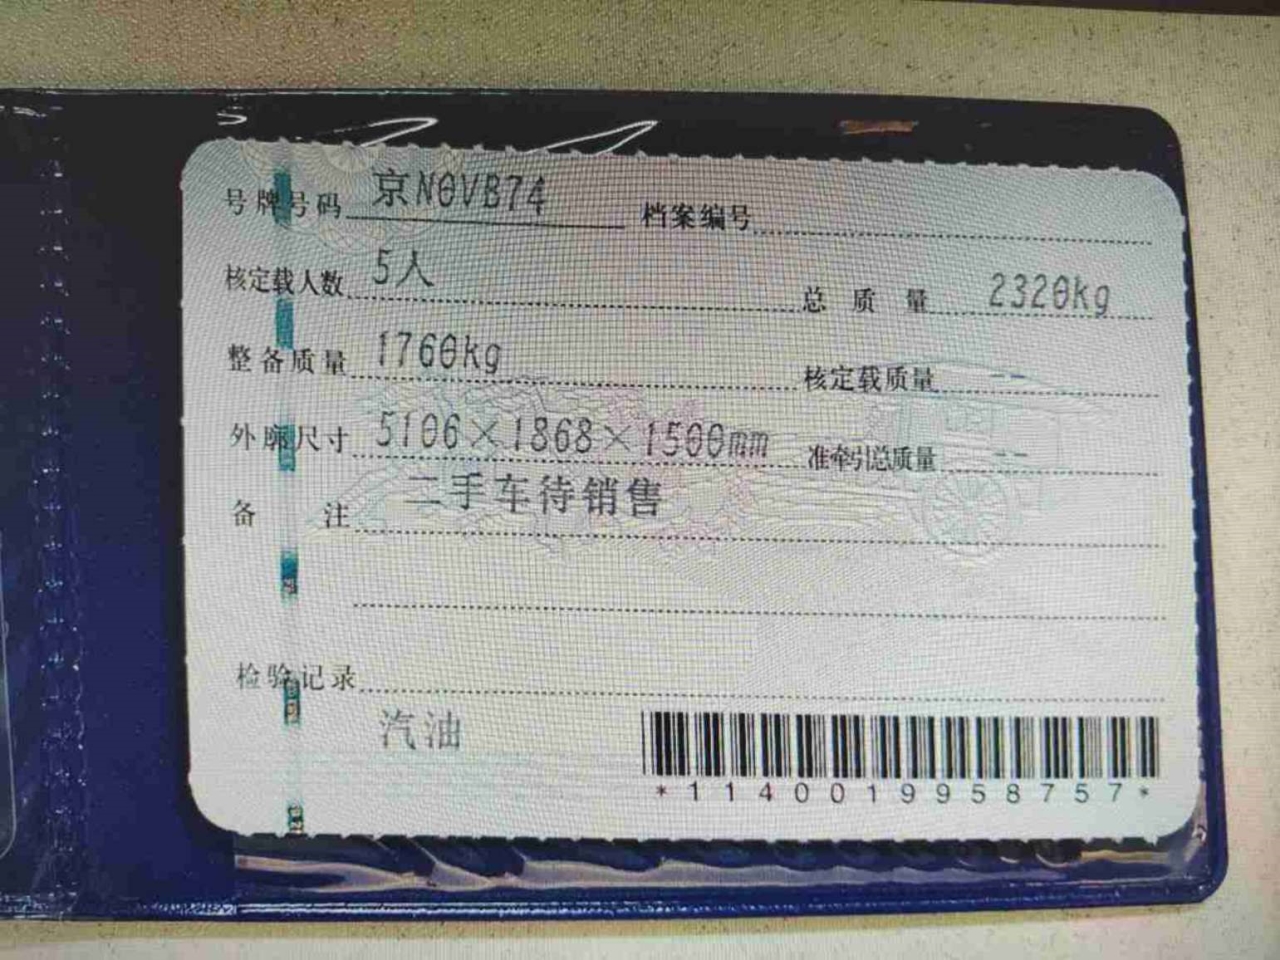 号牌号码 京N0VB74 档案编号
核定载人数 5人 总质量 2320kg
整备质量 1760kg 核定载质量 --
外廓尺寸 5106×1868×1500mm 准牵引总质量 --
备注 二手车待销售
检验记录
汽油
*1140019958757*